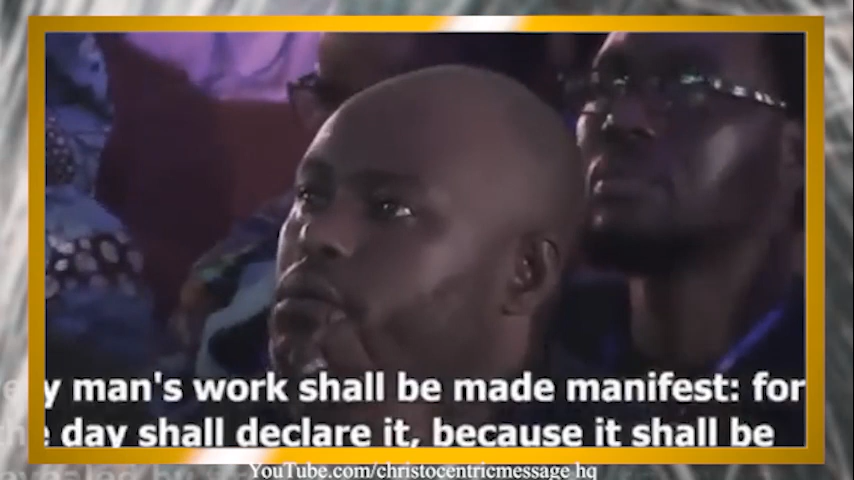 y man's work shall be made manifest: for
e day shall declare it, because it shall be
YouTube.com/christocentricmessage hq